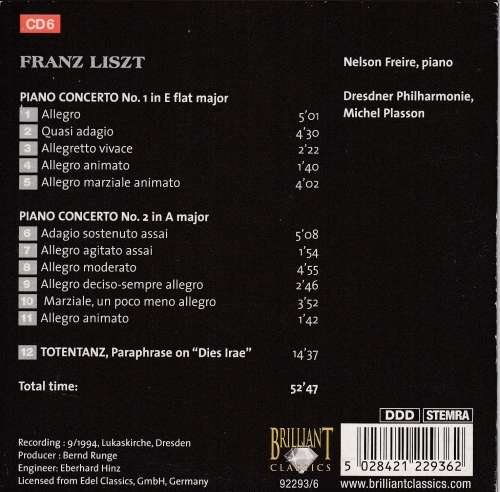 CD6
FRANZ LISZT
Nelson Freire, piano
PIANO CONCERTO No. 1 in E flat major
Dresdner Philharmonie,
Michel Plasson
1 Allegro 5'01
2 Quasi adagio 4'30
3 Allegretto vivace 2'22
4 Allegro animato 1'40
5 Allegro marziale animato 4'02
PIANO CONCERTO No. 2 in A major
6 Adagio sostenuto assai 5'08
7 Allegro agitato assai 1'54
8 Allegro moderato 4'55
9 Allegro deciso-sempre allegro 2'46
10 Marziale, un poco meno allegro 3'52
11 Allegro animato 1'42
12 TOTENTANZ, Paraphrase on "Dies Irae" 14'37
Total time: 52'47
DDD STEMRA
Recording : 9/1994, Lukaskirche, Dresden
Producer : Bernd Runge
Engineer: Eberhard Hinz
Licensed from Edel Classics, GmbH, Germany
BRILLIANT
CLASSICS
92293/6
5 028421 229362
www.brilliantclassics.com